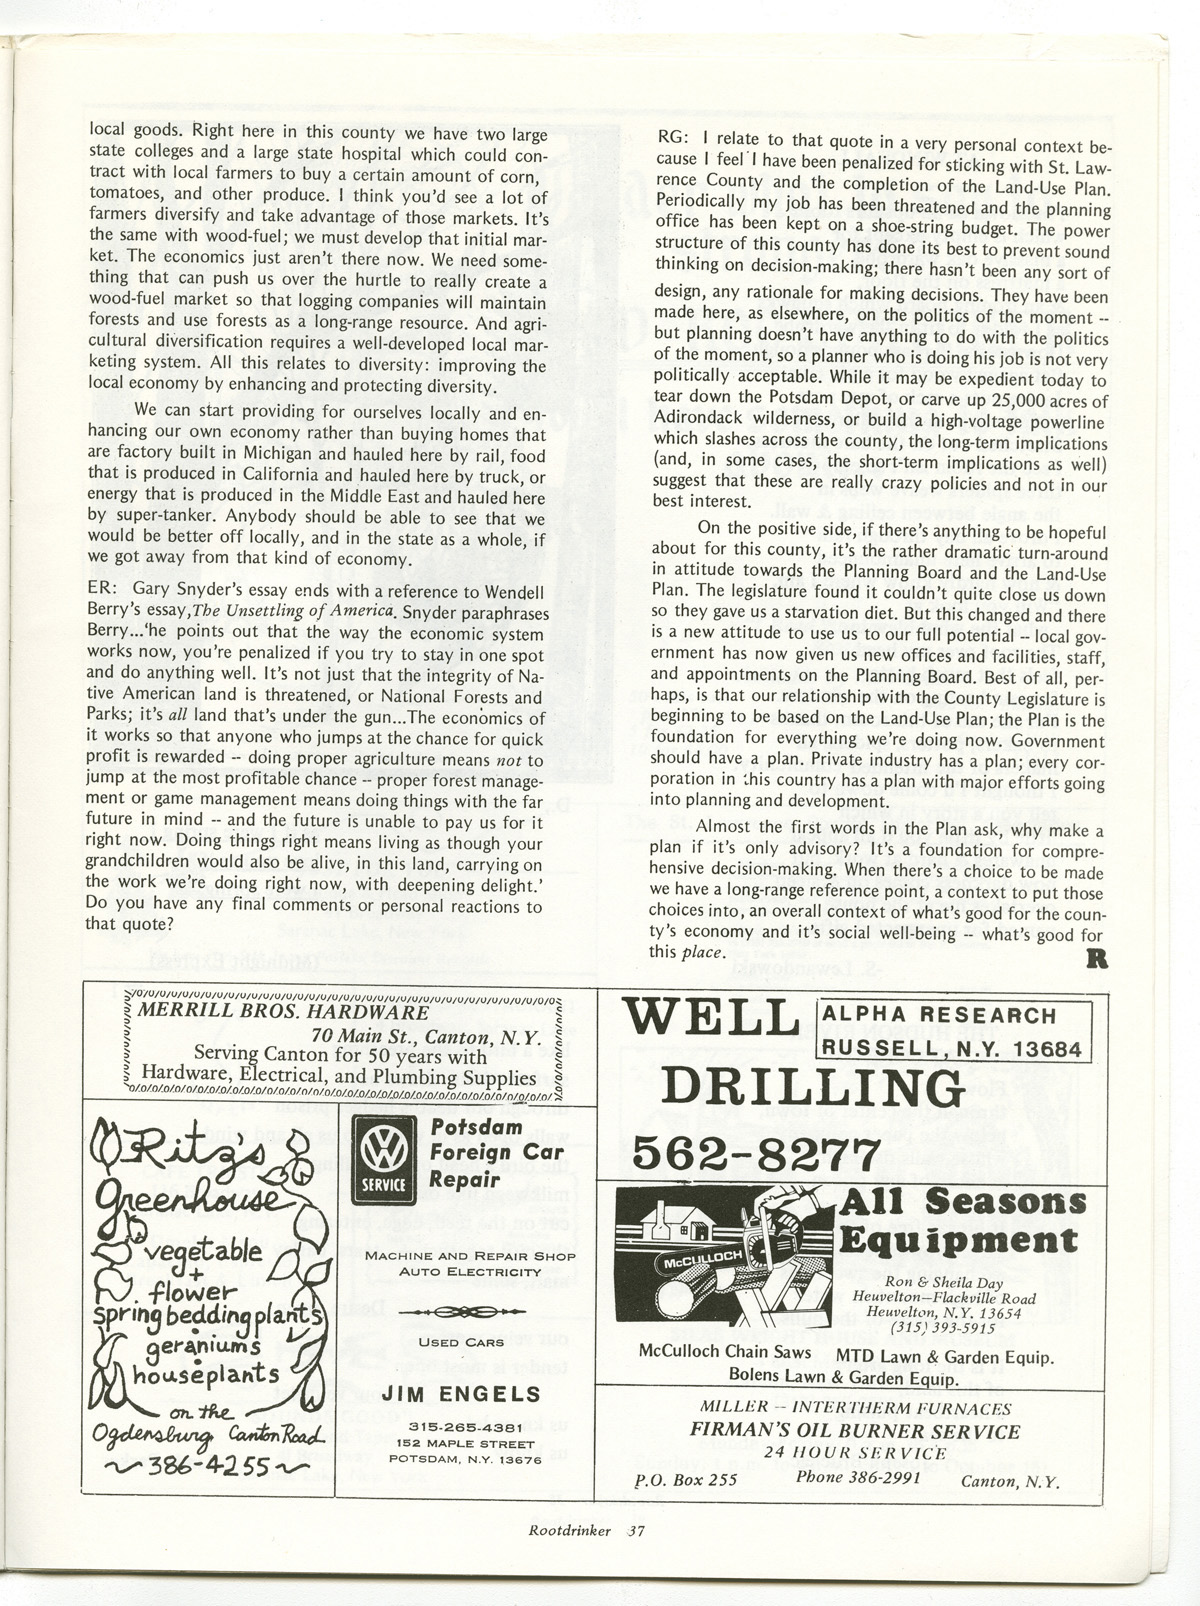 local goods. Right here in this county we have two large
state colleges and a large state hospital which could con-
tract with local farmers to buy a certain amount of corn,
tomatoes, and other produce. I think you'd see a lot of
farmers diversify and take advantage of those markets. It's
the same with wood-fuel; we must develop that initial mar-
ket. The economics just aren't there now. We need some-
thing that can push us over the hurtle to really create a
wood-fuel market so that logging companies will maintain
forests and use forests as a long-range resource. And agri-
cultural diversification requires a well-developed local mar-
keting system. All this relates to diversity: improving the
local economy by enhancing and protecting diversity.
We can start providing for ourselves locally and en-
hancing our own economy rather than buying homes that
are factory built in Michigan and hauled here by rail, food
that is produced in California and hauled here by truck, or
energy that is produced in the Middle East and hauled here
by super-tanker. Anybody should be able to see that we
would be better off locally, and in the state as a whole, if
we got away from that kind of economy.
ER: Gary Snyder's essay ends with a reference to Wendell
Berry's essay, The Unsettling of America. Snyder paraphrases
Berry...'he points out that the way the economic system
works now, you're penalized if you try to stay in one spot
and do anything well. It's not just that the integrity of Na-
tive American land is threatened, or National Forests and
Parks; it's all land that's under the gun...The economics of
it works so that anyone who jumps at the chance for quick
profit is rewarded -- doing proper agriculture means not to
jump at the most profitable chance -- proper forest manage-
ment or game management means doing things with the far
future in mind -- and the future is unable to pay us for it
right now. Doing things right means living as though your
grandchildren would also be alive, in this land, carrying on
the work we're doing right now, with deepening delight.'
Do you have any final comments or personal reactions to
that quote?
RG: I relate to that quote in a very personal context be-
cause I feel I have been penalized for sticking with St. Law-
rence County and the completion of the Land-Use Plan.
Periodically my job has been threatened and the planning
office has been kept on a shoe-string budget. The power
structure of this county has done its best to prevent sound
thinking on decision-making; there hasn't been any sort of
design, any rationale for making decisions. They have been
made here, as elsewhere, on the politics of the moment --
but planning doesn't have anything to do with the politics
of the moment, so a planner who is doing his job is not very
politically acceptable. While it may be expedient today to
tear down the Potsdam Depot, or carve up 25,000 acres of
Adirondack wilderness, or build a high-voltage powerline
which slashes across the county, the long-term implications
(and, in some cases, the short-term implications as well)
suggest that these are really crazy policies and not in our
best interest.
On the positive side, if there's anything to be hopeful
about for this county, it's the rather dramatic turn-around
in attitude towards the Planning Board and the Land-Use
Plan. The legislature found it couldn't quite close us down
so they gave us a starvation diet. But this changed and there
is a new attitude to use us to our full potential -- local gov-
ernment has now given us new offices and facilities, staff,
and appointments on the Planning Board. Best of all, per-
haps, is that our relationship with the County Legislature is
beginning to be based on the Land-Use Plan; the Plan is the
foundation for everything we're doing now. Government
should have a plan. Private industry has a plan; every cor-
poration in this country has a plan with major efforts going
into planning and development.
Almost the first words in the Plan ask, why make a
plan if it's only advisory? It's a foundation for compre-
hensive decision-making. When there's a choice to be made
we have a long-range reference point, a context to put those
choices into, an overall context of what's good for the coun-
ty's economy and it's social well-being -- what's good for
this place. R
MERRILL BROS. HARDWARE
70 Main St., Canton, N.Y.
Serving Canton for 50 years with
Hardware, Electrical, and Plumbing Supplies
Ritz's
Greenhouse
vegetable
+
flower
spring bedding plants
geraniums
houseplants
on the
Ogdensburg Canton Road
~386-4255~
VW
SERVICE
Potsdam
Foreign Car
Repair
MACHINE AND REPAIR SHOP
AUTO ELECTRICITY
USED CARS
JIM ENGELS
315-265-4381
152 MAPLE STREET
POTSDAM, N.Y. 13676
WELL
DRILLING
ALPHA RESEARCH
RUSSELL, N.Y. 13684
562-8277
McCULLOCH
All Seasons
Equipment
Ron & Sheila Day
Heuvelton-Flackville Road
Heuvelton, N.Y. 13654
(315) 393-5915
McCulloch Chain Saws MTD Lawn & Garden Equip.
Bolens Lawn & Garden Equip.
MILLER -- INTERTHERM FURNACES
FIRMAN'S OIL BURNER SERVICE
24 HOUR SERVICE
P.O. Box 255 Phone 386-2991 Canton, N.Y.
Rootdrinker 37